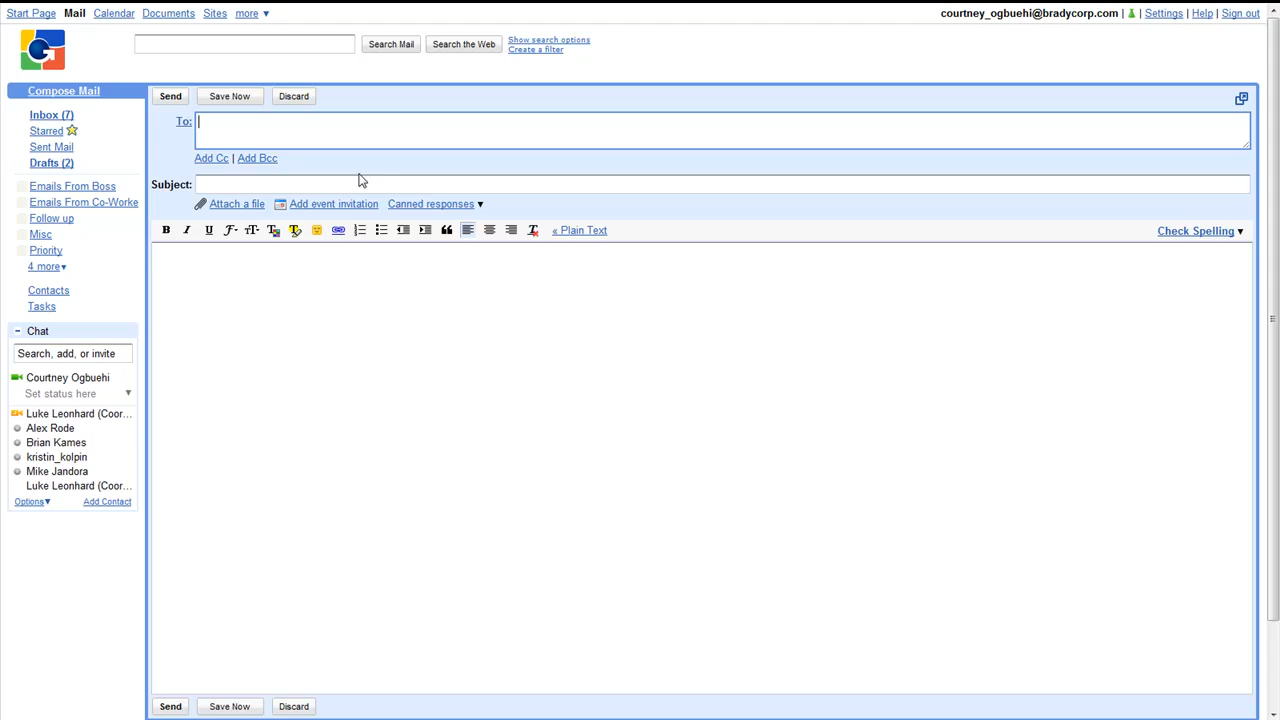 Start Page Mail Calendar Documents Sites more ▼ courtney_ogbuehi@bradycorp.com | Settings | Help | Sign out
Search Mail Search the Web Show search options
Create a filter
Compose Mail
Inbox (7)
Starred
Sent Mail
Drafts (2)
Emails From Boss
Emails From Co-Worke
Follow up
Misc
Priority
4 more▼
Contacts
Tasks
− Chat
Search, add, or invite
Courtney Ogbuehi
Set status here ▼
Luke Leonhard (Coor...
Alex Rode
Brian Kames
kristin_kolpin
Mike Jandora
Luke Leonhard (Coor...
Options▼ Add Contact
Send Save Now Discard
To:
Add Cc | Add Bcc
Subject:
Attach a file Add event invitation Canned responses ▼
B I U « Plain Text Check Spelling ▼
Send Save Now Discard